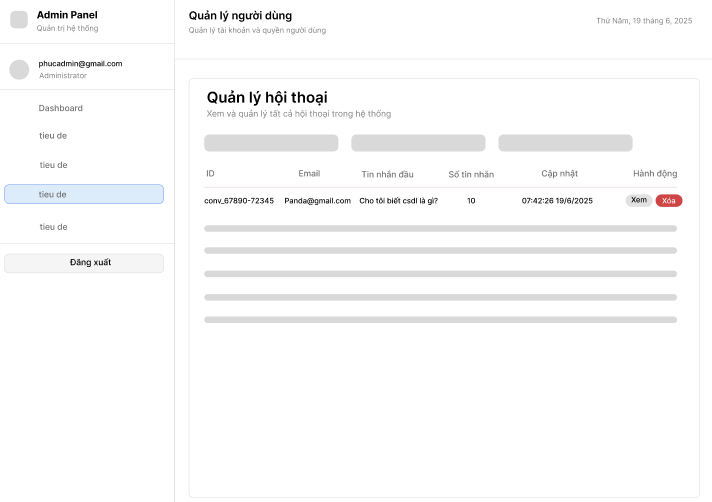 Admin Panel
Quản trị hệ thống
phucadmin@gmail.com
Administrator
Dashboard
tieu de
tieu de
tieu de
tieu de
Đăng xuất
Quản lý người dùng
Quản lý tài khoản và quyền người dùng
Thứ Năm, 19 tháng 6, 2025
Quản lý hội thoại
Xem và quản lý tất cả hội thoại trong hệ thống
ID Email Tin nhắn đầu Số tin nhắn Cập nhật Hành động
conv_67890-72345 Panda@gmail.com Cho tôi biết csdl là gì? 10 07:42:26 19/6/2025 Xem Xóa